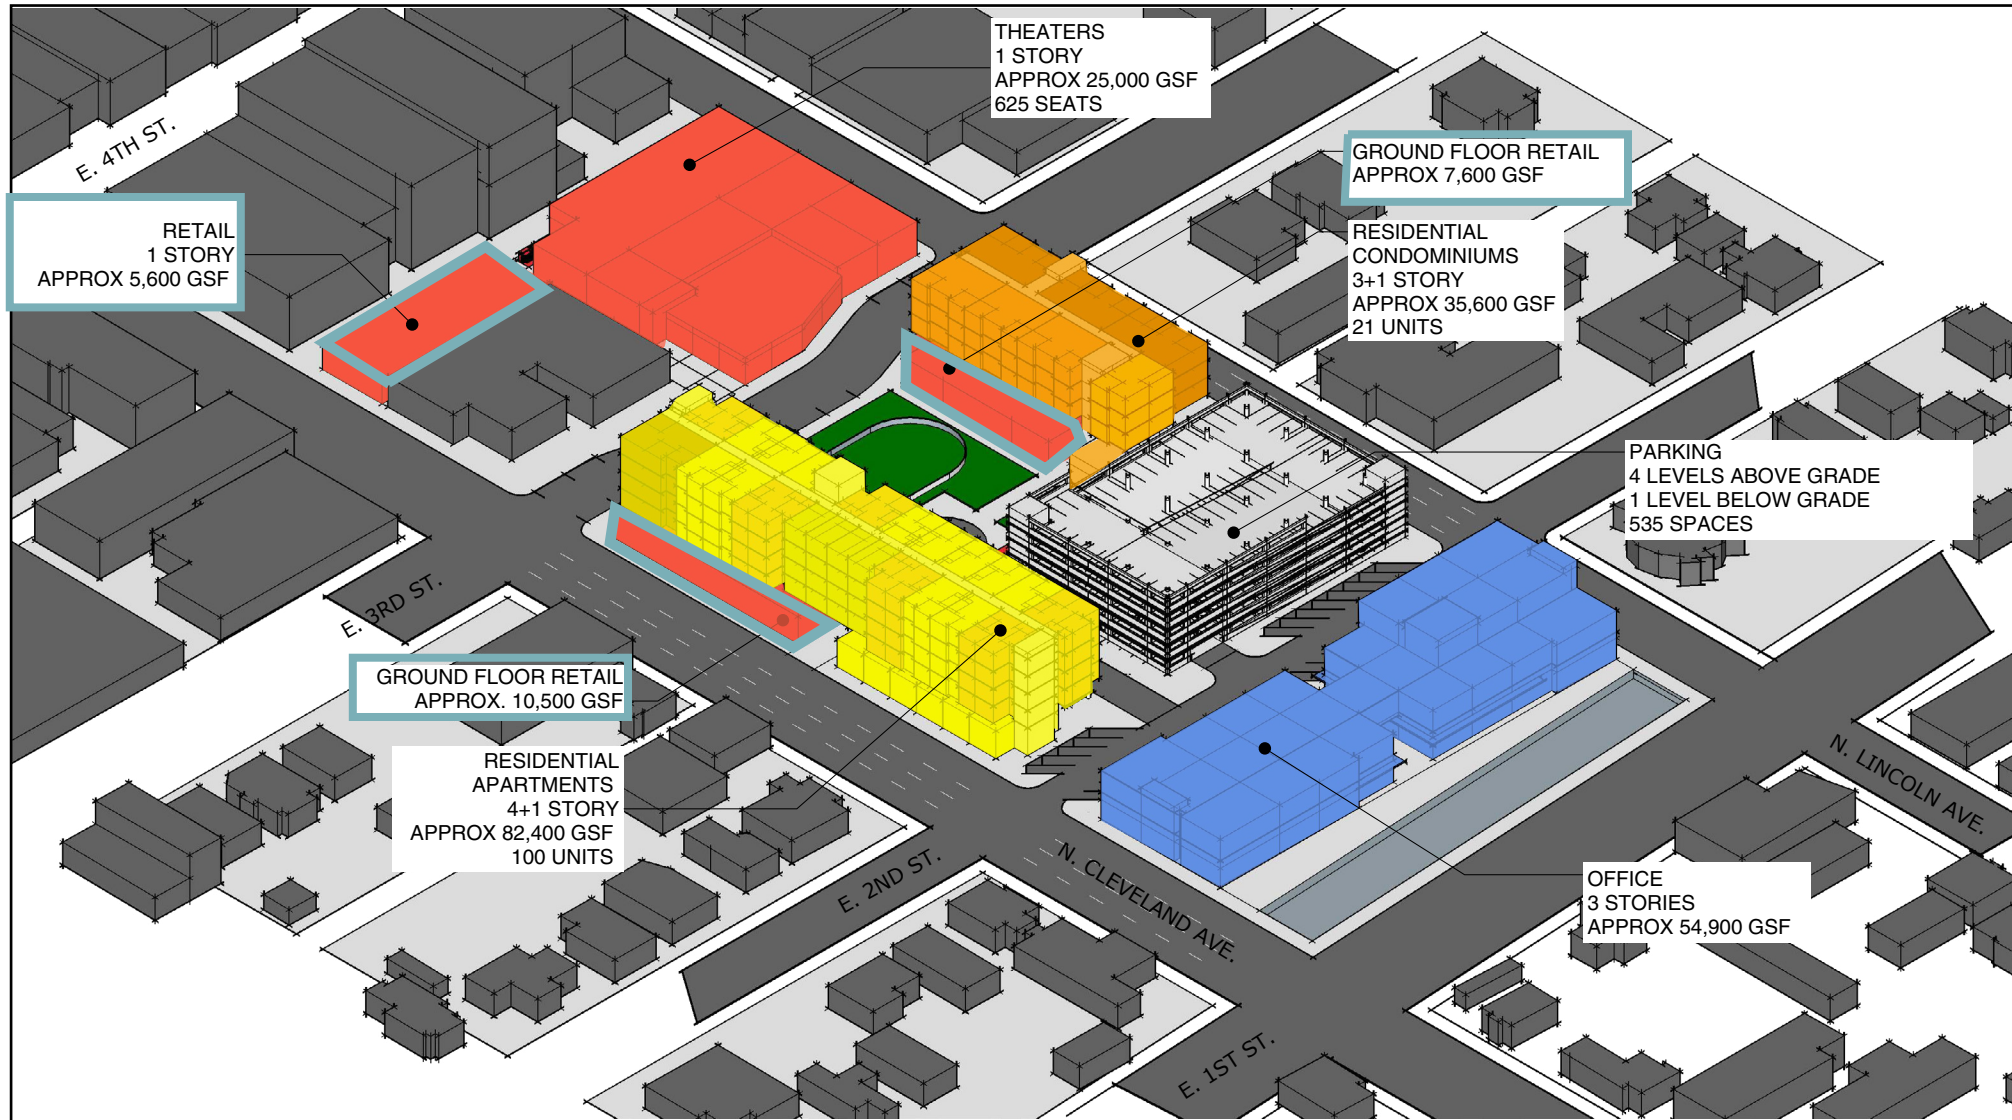 THEATERS
1 STORY
APPROX 25,000 GSF
625 SEATS
E. 4TH ST.
GROUND FLOOR RETAIL
APPROX 7,600 GSF
RETAIL
1 STORY
APPROX 5,600 GSF
RESIDENTIAL
CONDOMINIUMS
3+1 STORY
APPROX 35,600 GSF
21 UNITS
PARKING
4 LEVELS ABOVE GRADE
1 LEVEL BELOW GRADE
535 SPACES
E. 3RD ST.
GROUND FLOOR RETAIL
APPROX. 10,500 GSF
RESIDENTIAL
APARTMENTS
4+1 STORY
APPROX 82,400 GSF
100 UNITS
N. LINCOLN AVE.
E. 2ND ST.
N. CLEVELAND AVE.
OFFICE
3 STORIES
APPROX 54,900 GSF
E. 1ST ST.